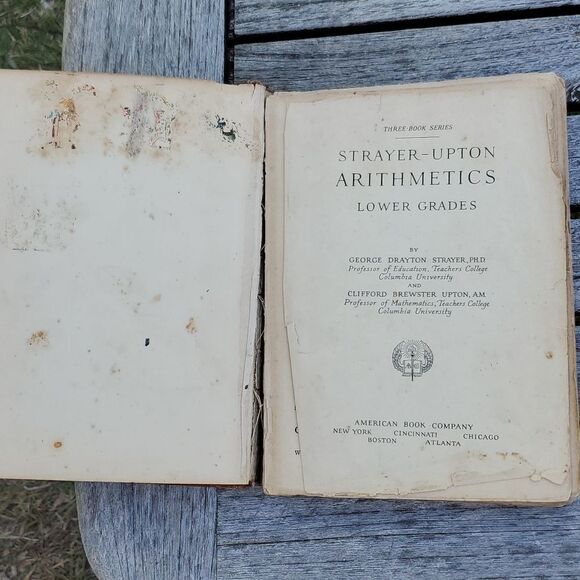 THREE-BOOK SERIES
STRAYER-UPTON
ARITHMETICS
LOWER GRADES
BY
GEORGE DRAYTON STRAYER, PH.D.
Professor of Education, Teachers College
Columbia University
AND
CLIFFORD BREWSTER UPTON, A.M.
Professor of Mathematics, Teachers College
Columbia University
AMERICAN BOOK COMPANY
NEW YORK CINCINNATI CHICAGO
BOSTON ATLANTA
W